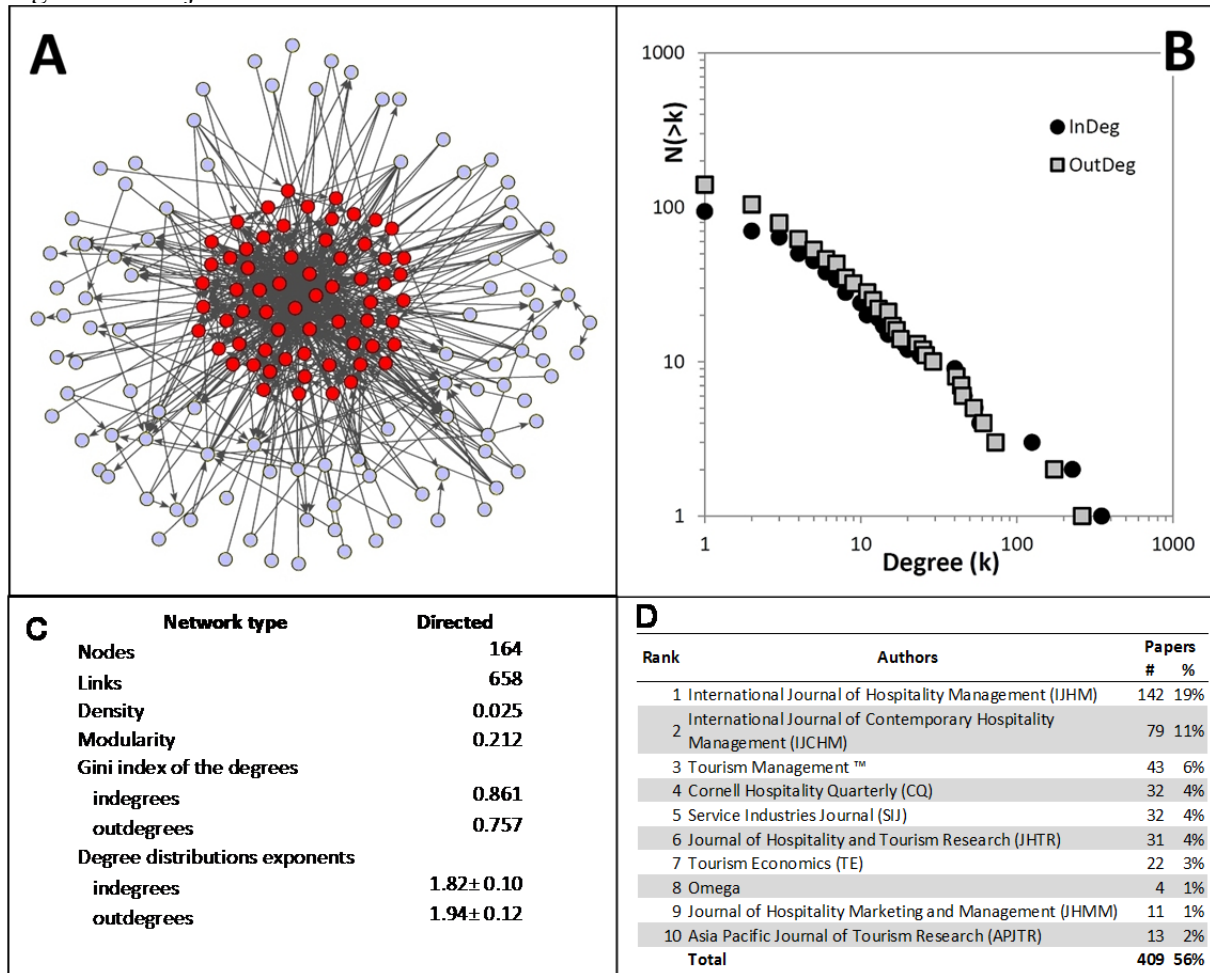 A
B
1000
100
10
1
N(>k)
InDeg
OutDeg
1
10
100
1000
Degree (k)
C
Network type Directed
Nodes 164
Links 658
Density 0.025
Modularity 0.212
Gini index of the degrees
indegrees 0.861
outdegrees 0.757
Degree distributions exponents
indegrees 1.82± 0.10
outdegrees 1.94± 0.12
D
Rank Authors Papers
# %
1 International Journal of Hospitality Management (IJHM) 142 19%
2 International Journal of Contemporary Hospitality
Management (IJCHM) 79 11%
3 Tourism Management ™ 43 6%
4 Cornell Hospitality Quarterly (CQ) 32 4%
5 Service Industries Journal (SIJ) 32 4%
6 Journal of Hospitality and Tourism Research (JHTR) 31 4%
7 Tourism Economics (TE) 22 3%
8 Omega 4 1%
9 Journal of Hospitality Marketing and Management (JHMM) 11 1%
10 Asia Pacific Journal of Tourism Research (APJTR) 13 2%
Total 409 56%